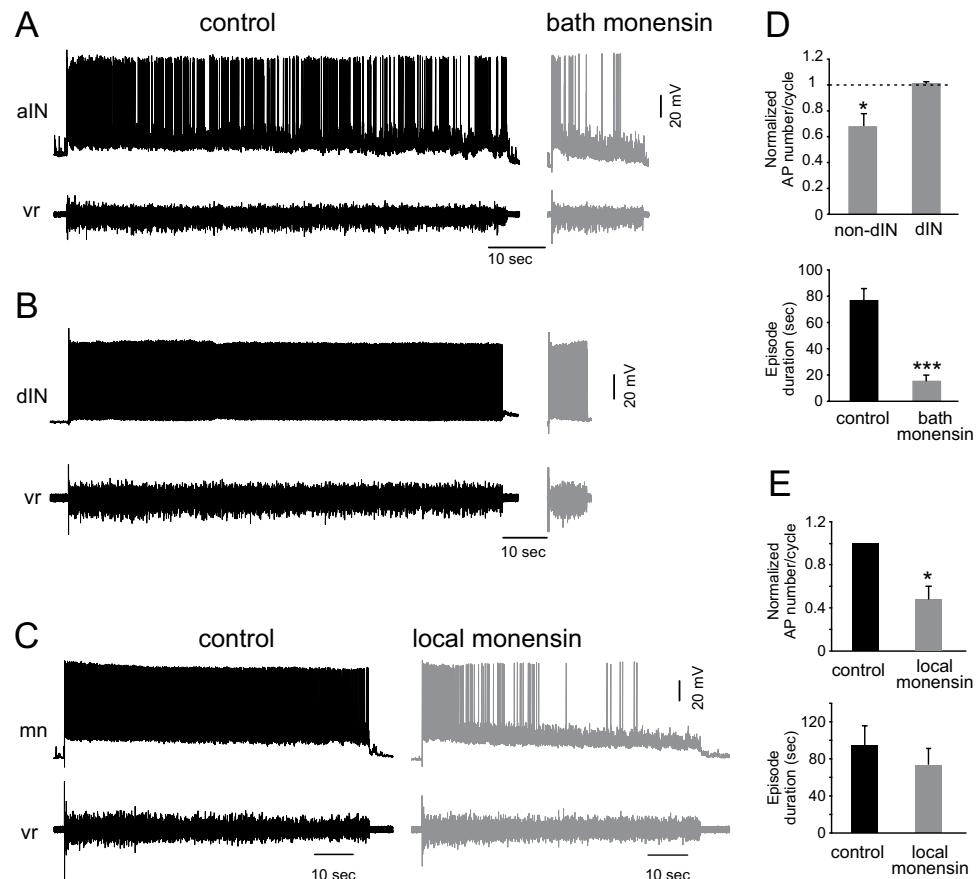 A
control
bath monensin
aIN
20 mV
vr
10 sec
B
dIN
20 mV
vr
10 sec
C
control
local monensin
mn
20 mV
vr
10 sec
10 sec
D
Normalized
AP number/cycle
1.2
1
0.8
0.6
0.4
0.2
0
*
non-dIN
dIN
Episode
duration (sec)
100
80
60
40
20
0
***
control
bath
monensin
E
Normalized
AP number/cycle
1.2
0.8
0.4
0
*
control
local
monensin
Episode
duration (sec)
120
80
40
0
control
local
monensin